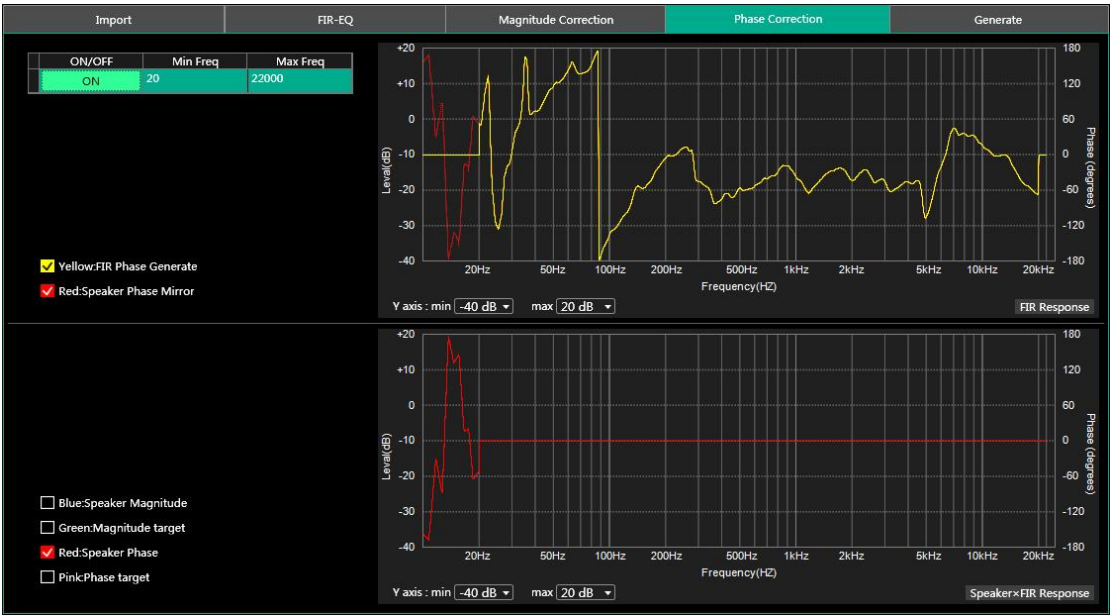 Import FIR-EQ Magnitude Correction Phase Correction Generate
ON/OFF Min Freq Max Freq
ON 20 22000
Yellow:FIR Phase Generate
Red:Speaker Phase Mirror
+20 180
+10 120
0 60
-10 0
-20 -60
-30 -120
-40 -180
Leval(dB)
Phase (degrees)
20Hz 50Hz 100Hz 200Hz 500Hz 1kHz 2kHz 5kHz 10kHz 20kHz
Frequency(HZ)
Y axis : min -40 dB max 20 dB FIR Response
Blue:Speaker Magnitude
Green:Magnitude target
Red:Speaker Phase
Pink:Phase target
+20 180
+10 120
0 60
-10 0
-20 -60
-30 -120
-40 -180
Leval(dB)
Phase (degrees)
20Hz 50Hz 100Hz 200Hz 500Hz 1kHz 2kHz 5kHz 10kHz 20kHz
Frequency(HZ)
Y axis : min -40 dB max 20 dB Speaker×FIR Response